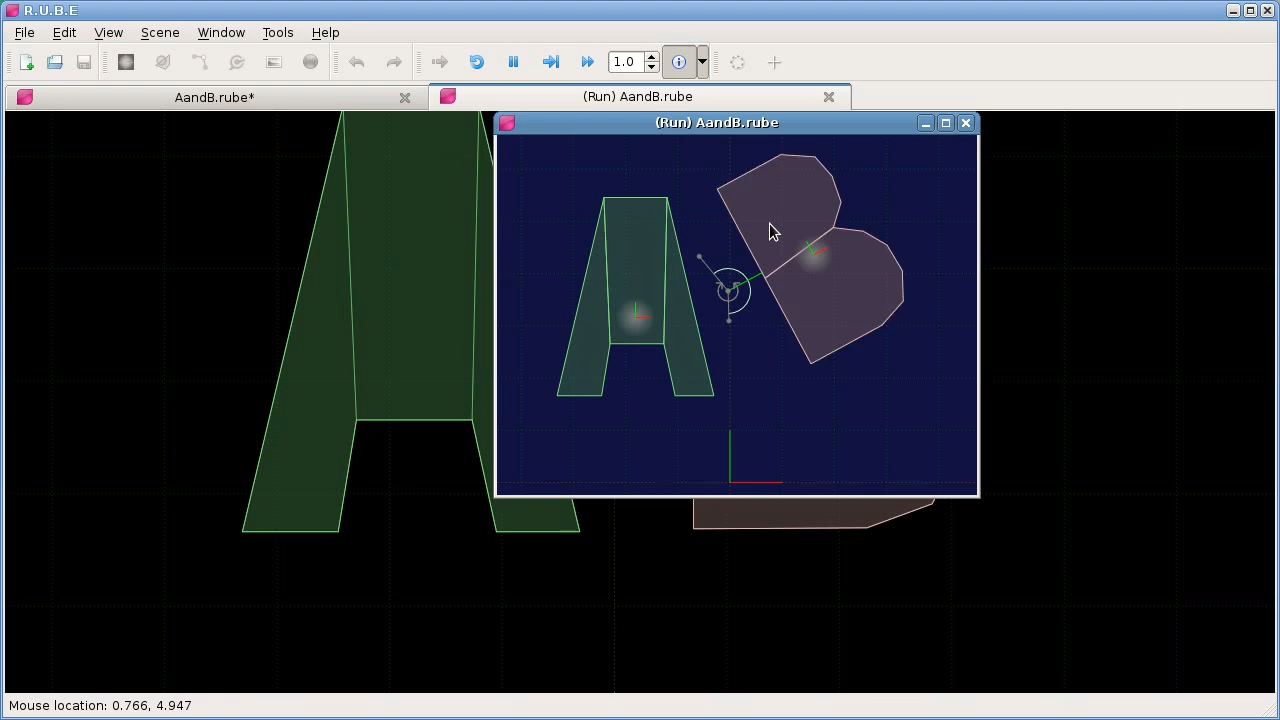 R.U.B.E
File Edit View Scene Window Tools Help
1.0
AandB.rube* (Run) AandB.rube
(Run) AandB.rube
Mouse location: 0.766, 4.947